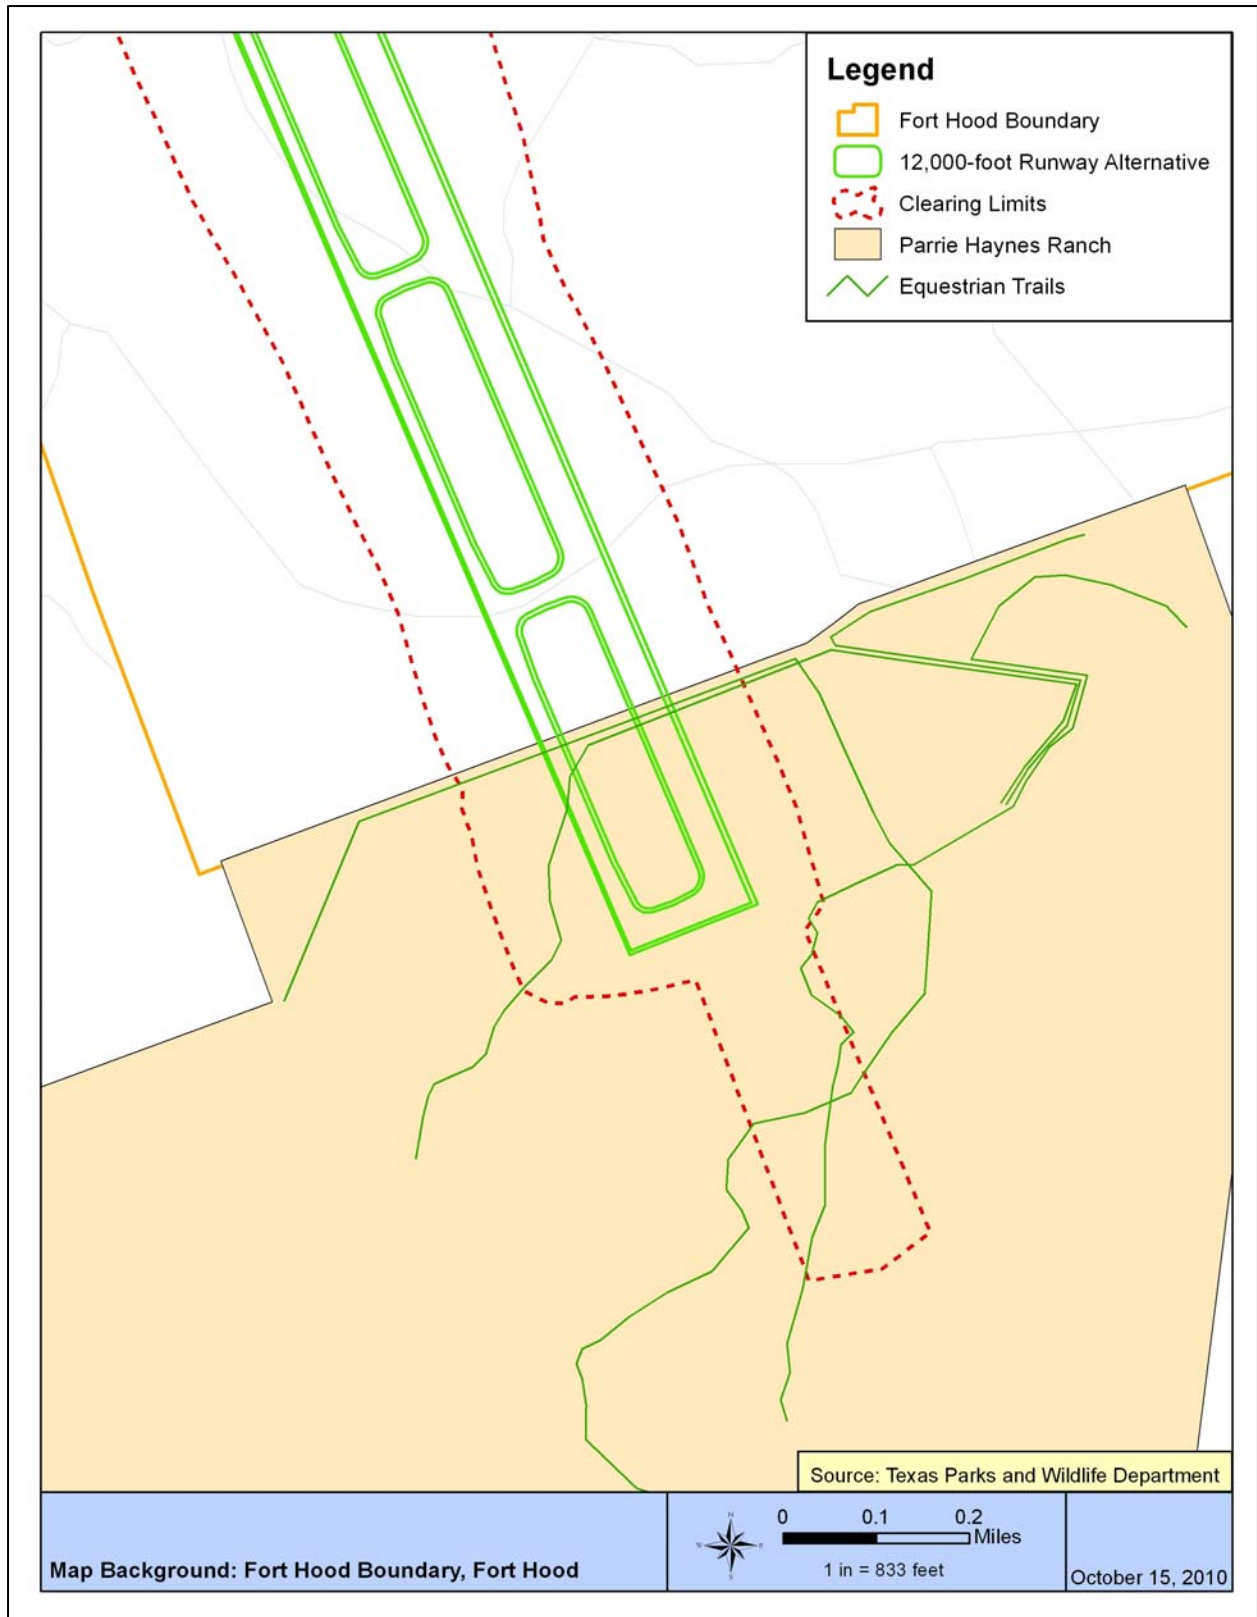 Legend
Fort Hood Boundary
12,000-foot Runway Alternative
Clearing Limits
Parrie Haynes Ranch
Equestrian Trails
Source: Texas Parks and Wildlife Department
Map Background: Fort Hood Boundary, Fort Hood
N
W E
S
0 0.1 0.2
Miles
1 in = 833 feet
October 15, 2010